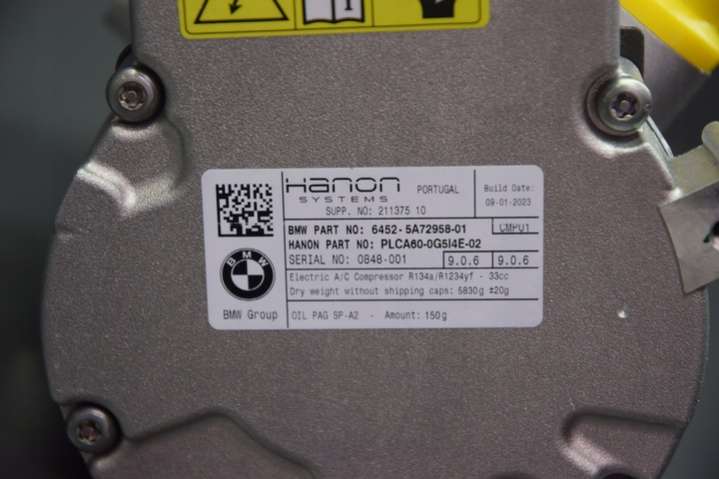 Hanon
SYSTEMS
PORTUGAL
Build Date:
09-01-2023
SUPP. NO: 211375 10
BMW PART NO: 6452-5A72958-01
CMPU1
HANON PART NO: PLCA60-0G5I4E-02
SERIAL NO: 0848-001
9.0.6
9.0.6
Electric A/C Compressor R134a/R1234yf - 33cc
Dry weight without shipping caps: 5830g ±20g
OIL PAG SP-A2 - Amount: 150g
BMW
BMW Group